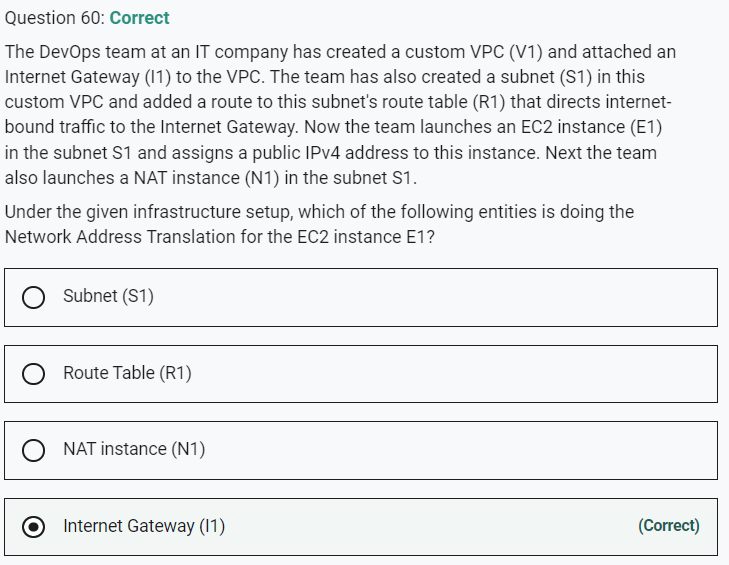 Question 60: Correct
The DevOps team at an IT company has created a custom VPC (V1) and attached an
Internet Gateway (I1) to the VPC. The team has also created a subnet (S1) in this
custom VPC and added a route to this subnet's route table (R1) that directs internet-
bound traffic to the Internet Gateway. Now the team launches an EC2 instance (E1)
in the subnet S1 and assigns a public IPv4 address to this instance. Next the team
also launches a NAT instance (N1) in the subnet S1.
Under the given infrastructure setup, which of the following entities is doing the
Network Address Translation for the EC2 instance E1?
Subnet (S1)
Route Table (R1)
NAT instance (N1)
Internet Gateway (I1) (Correct)